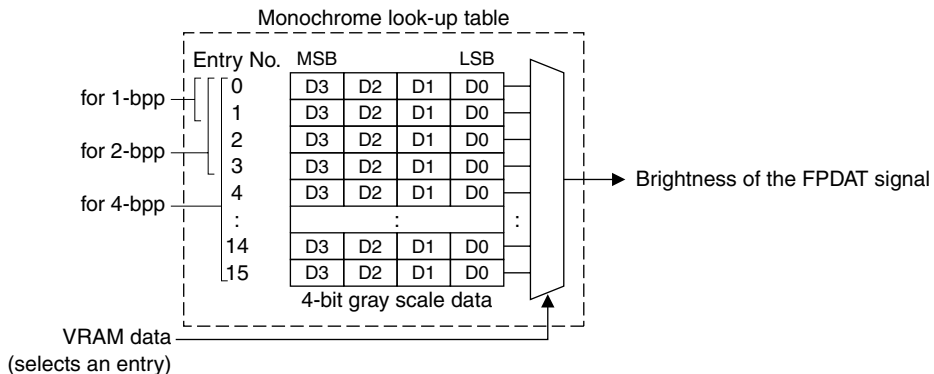 Monochrome look-up table
Entry No. MSB LSB
for 1-bpp
for 2-bpp
for 4-bpp
0 D3 D2 D1 D0
1 D3 D2 D1 D0
2 D3 D2 D1 D0
3 D3 D2 D1 D0
4 D3 D2 D1 D0
: : :
14 D3 D2 D1 D0
15 D3 D2 D1 D0
4-bit gray scale data
Brightness of the FPDAT signal
VRAM data
(selects an entry)